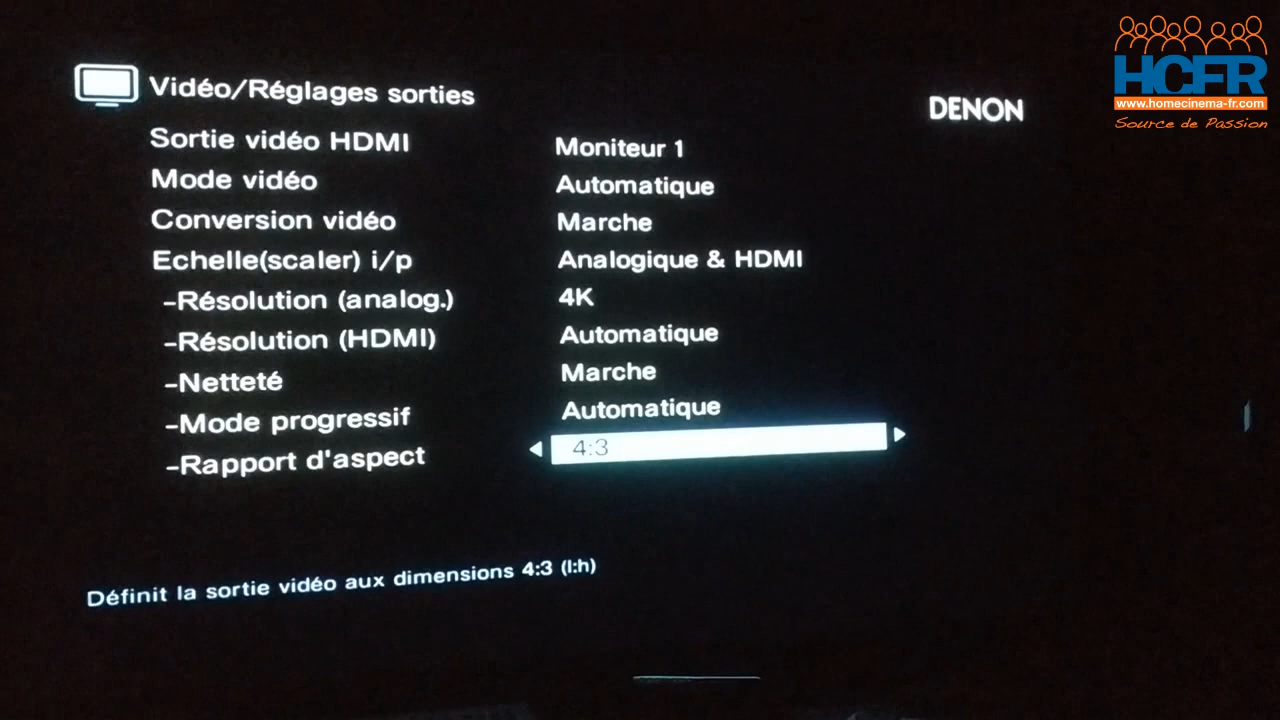 Vidéo/Réglages sorties
DENON
Sortie vidéo HDMI Moniteur 1
Mode vidéo Automatique
Conversion vidéo Marche
Echelle(scaler) i/p Analogique & HDMI
-Résolution (analog.) 4K
-Résolution (HDMI) Automatique
-Netteté Marche
-Mode progressif Automatique
-Rapport d'aspect 4:3
Définit la sortie vidéo aux dimensions 4:3 (l:h)
HCFR
www.homecinema-fr.com
Source de Passion